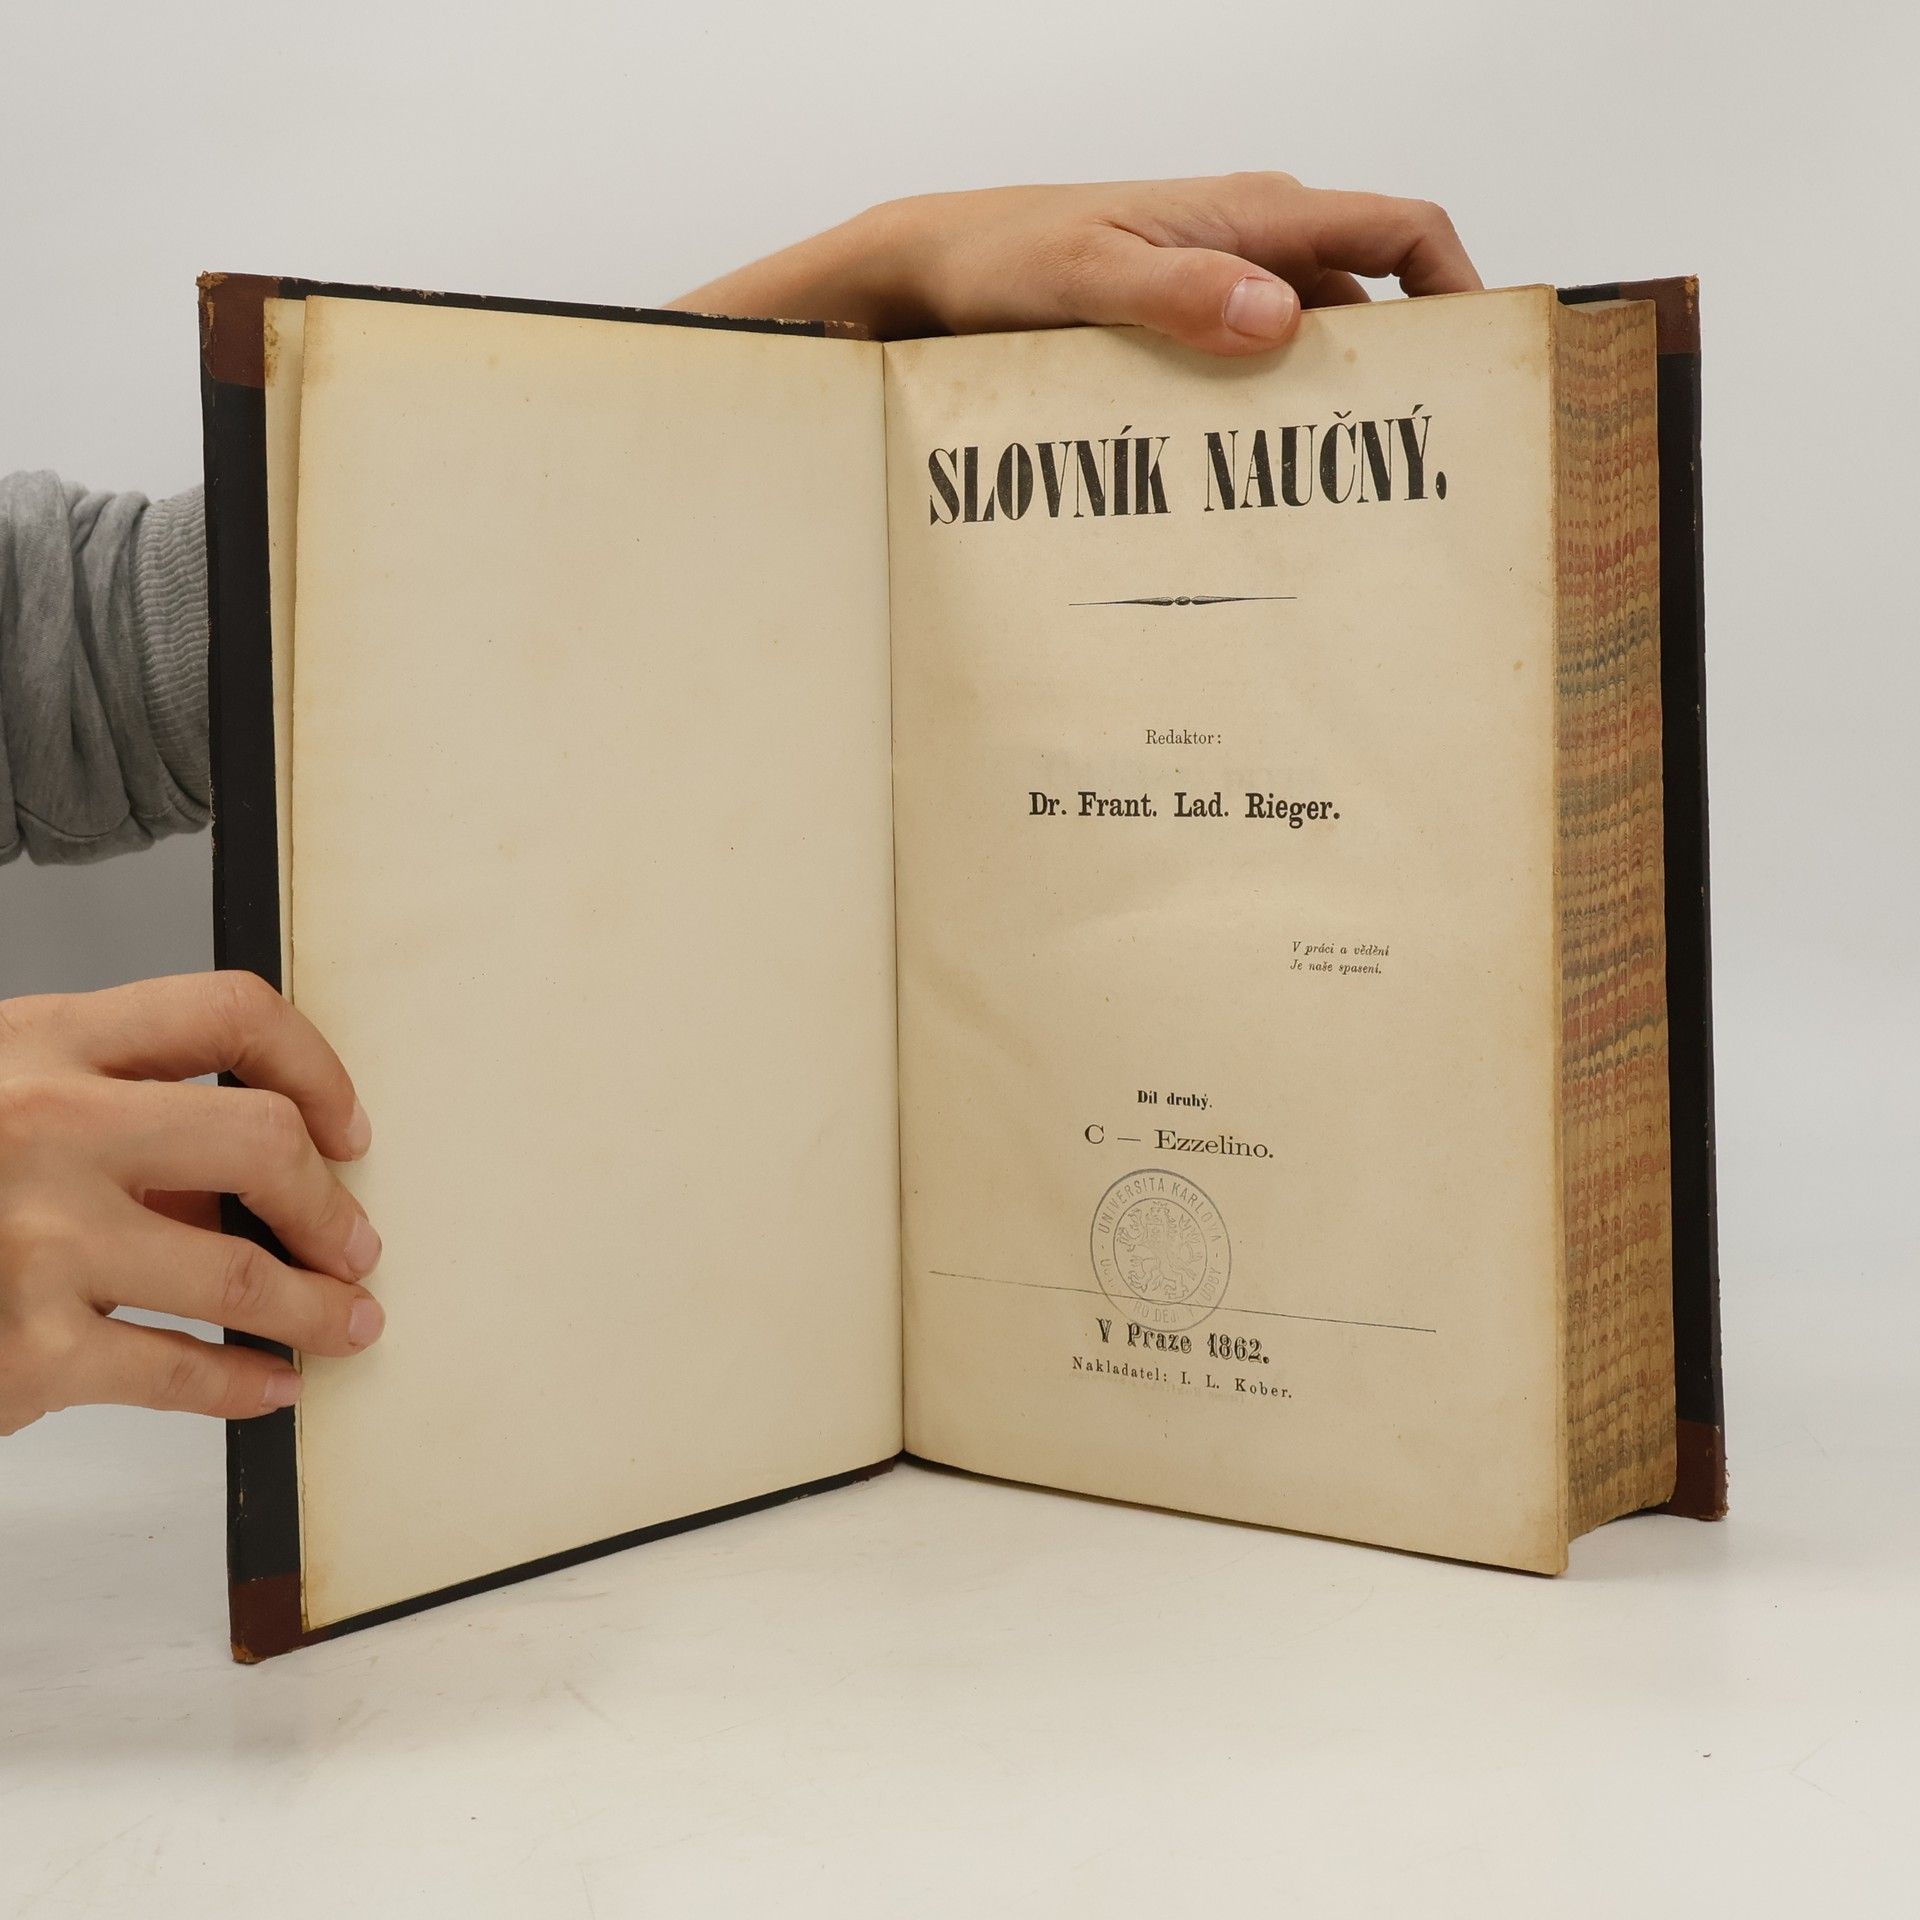 SLOVNÍK NAUČNÝ.
Redaktor:
Dr. Frant. Lad. Rieger.
V práci a vědění
Je naše spasení.
Díl druhý.
C — Ezzelino.
UNIVERSITA KARLOVA
V Praze 1862.
Nakladatel: I. L. Kober.